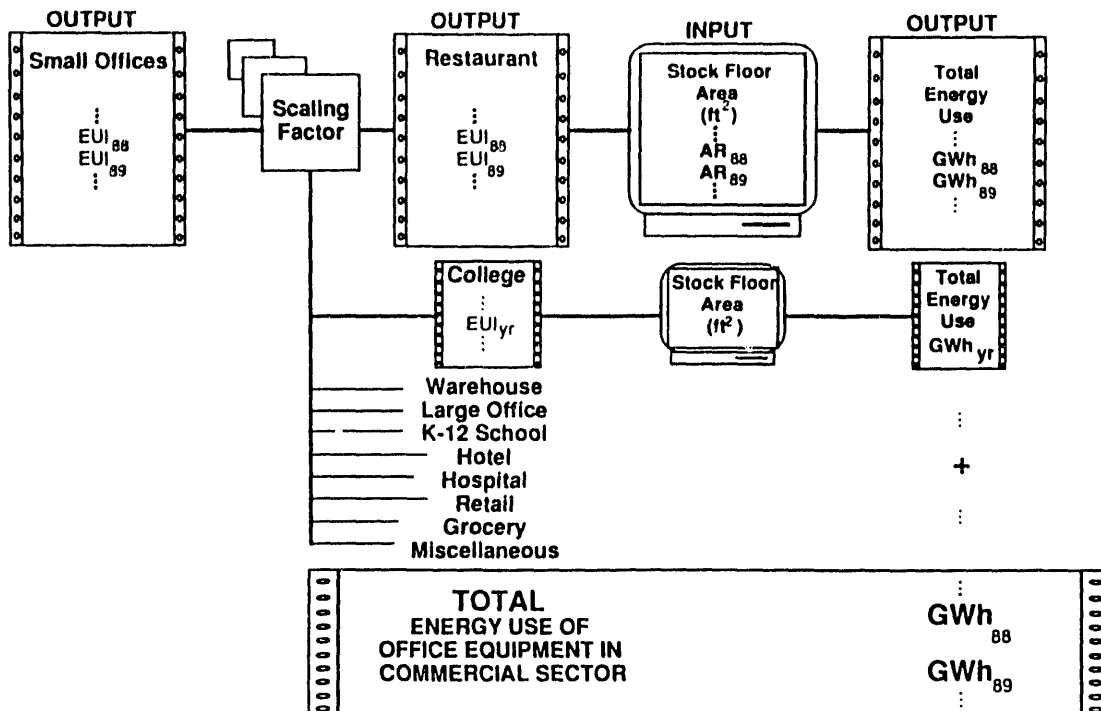 OUTPUT
Small Offices
EUI88
EUI89
Scaling
Factor
OUTPUT
Restaurant
EUI88
EUI89
INPUT
Stock Floor
Area
(ft²)
AR88
AR89
OUTPUT
Total
Energy
Use
GWh88
GWh89
College
EUIyr
Stock Floor
Area
(ft²)
Total
Energy
Use
GWh yr
Warehouse
Large Office
K-12 School
Hotel
Hospital
Retail
Grocery
Miscellaneous
+
TOTAL
ENERGY USE OF
OFFICE EQUIPMENT IN
COMMERCIAL SECTOR
GWh88
GWh89